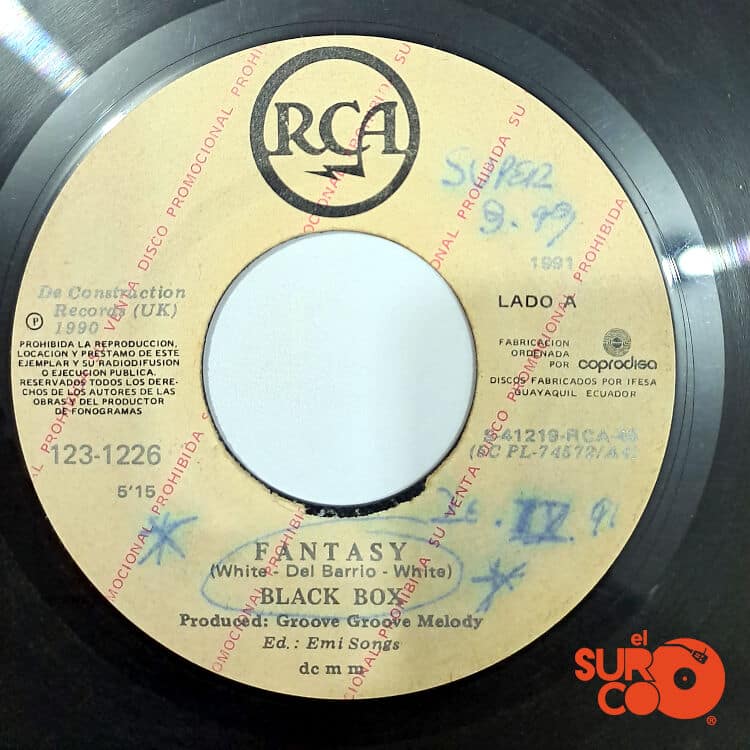 RCA
SUPER
9.99
1991
LADO A
De Construction
Records (UK)
℗ 1990
PROHIBIDA LA REPRODUCCION,
LOCACION Y PRESTAMO DE ESTE
EJEMPLAR Y SU RADIODIFUSION
O EJECUCION PUBLICA.
RESERVADOS TODOS LOS DERE-
CHOS DE LOS AUTORES DE LAS
OBRAS Y DEL PRODUCTOR
DE FONOGRAMAS
FABRICACION
ORDENADA
POR coprodisa
DISCOS FABRICADOS POR IFESA
GUAYAQUIL ECUADOR
123-1226
5'15
DISCO PROMOCIONAL PROHIBIDA SU VENTA
FANTASY
(White - Del Barrio - White)
BLACK BOX
Produced: Groove Groove Melody
Ed.: Emi Songs
dc m m
el
SURCO
®